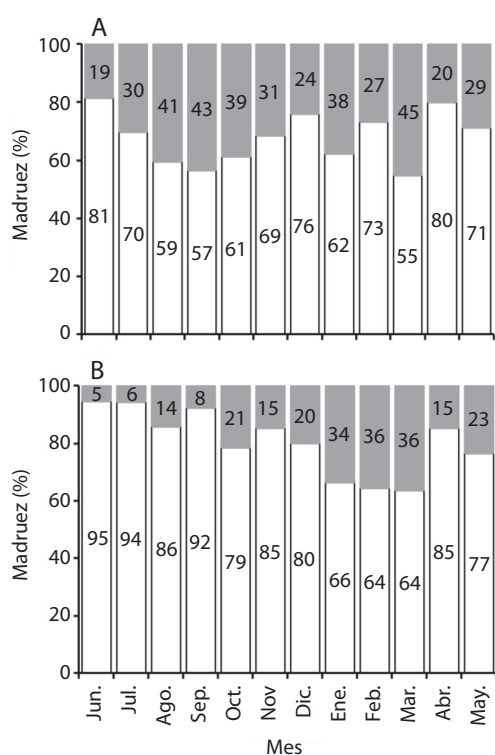 A
Madruez (%)
100
80
60
40
20
0
19 30 41 43 39 31 24 38 27 45 20 29
81 70 59 57 61 69 76 62 73 55 80 71
B
Madruez (%)
100
80
60
40
20
0
5 6 14 8 21 15 20 34 36 36 15 23
95 94 86 92 79 85 80 66 64 64 85 77
Jun. Jul. Ago. Sep. Oct. Nov Dic. Ene. Feb. Mar. Abr. May.
Mes